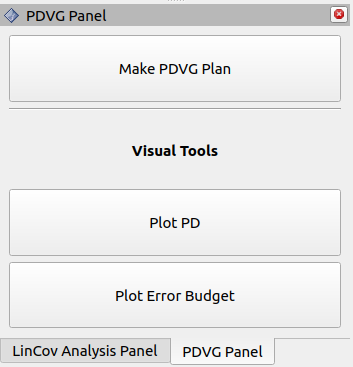 PDVG Panel
Make PDVG Plan
Visual Tools
Plot PD
Plot Error Budget
LinCov Analysis Panel PDVG Panel